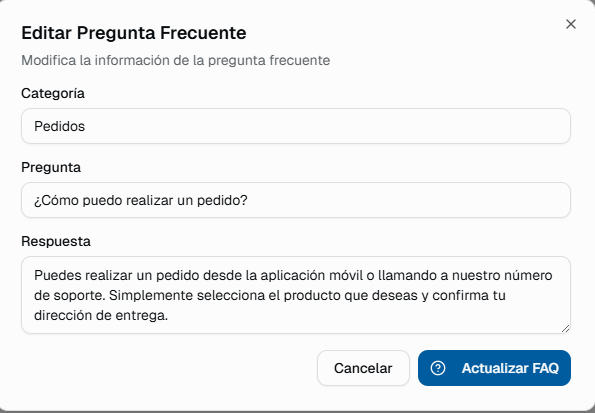 Editar Pregunta Frecuente
Modifica la información de la pregunta frecuente
Categoría
Pedidos
Pregunta
¿Cómo puedo realizar un pedido?
Respuesta
Puedes realizar un pedido desde la aplicación móvil o llamando a nuestro número
de soporte. Simplemente selecciona el producto que deseas y confirma tu
dirección de entrega.
Cancelar
Actualizar FAQ